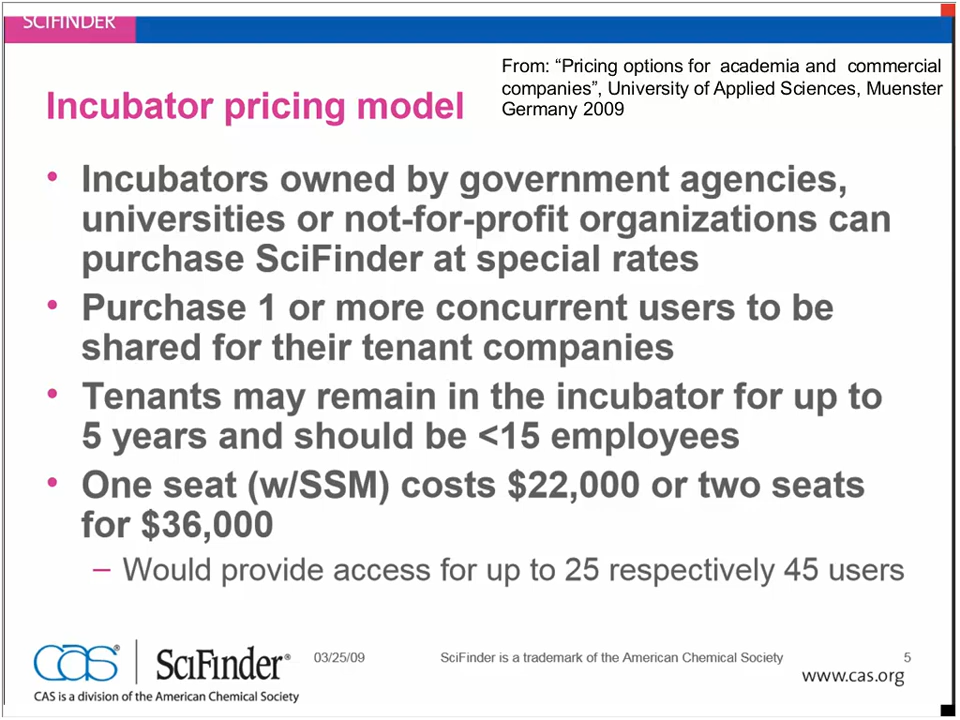 SCIFINDER
From: “Pricing options for academia and commercial
companies”, University of Applied Sciences, Muenster
Germany 2009
Incubator pricing model
• Incubators owned by government agencies,
universities or not-for-profit organizations can
purchase SciFinder at special rates
• Purchase 1 or more concurrent users to be
shared for their tenant companies
• Tenants may remain in the incubator for up to
5 years and should be <15 employees
• One seat (w/SSM) costs $22,000 or two seats
for $36,000
– Would provide access for up to 25 respectively 45 users
CAS® | SCIFINDER®
03/25/09
SciFinder is a trademark of the American Chemical Society
5
www.cas.org
CAS is a division of the American Chemical Society